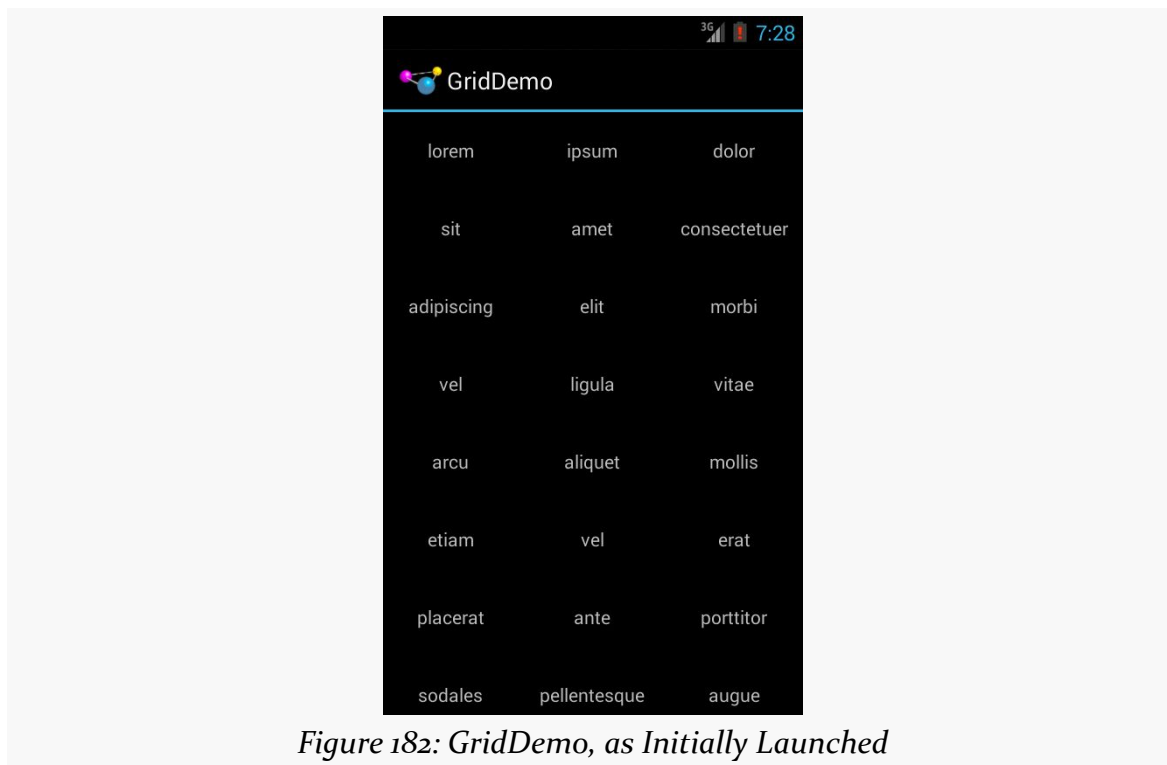 3G 7:28
GridDemo
lorem ipsum dolor
sit amet consectetuer
adipiscing elit morbi
vel ligula vitae
arcu aliquet mollis
etiam vel erat
placerat ante porttitor
sodales pellentesque augue
Figure 182: GridDemo, as Initially Launched